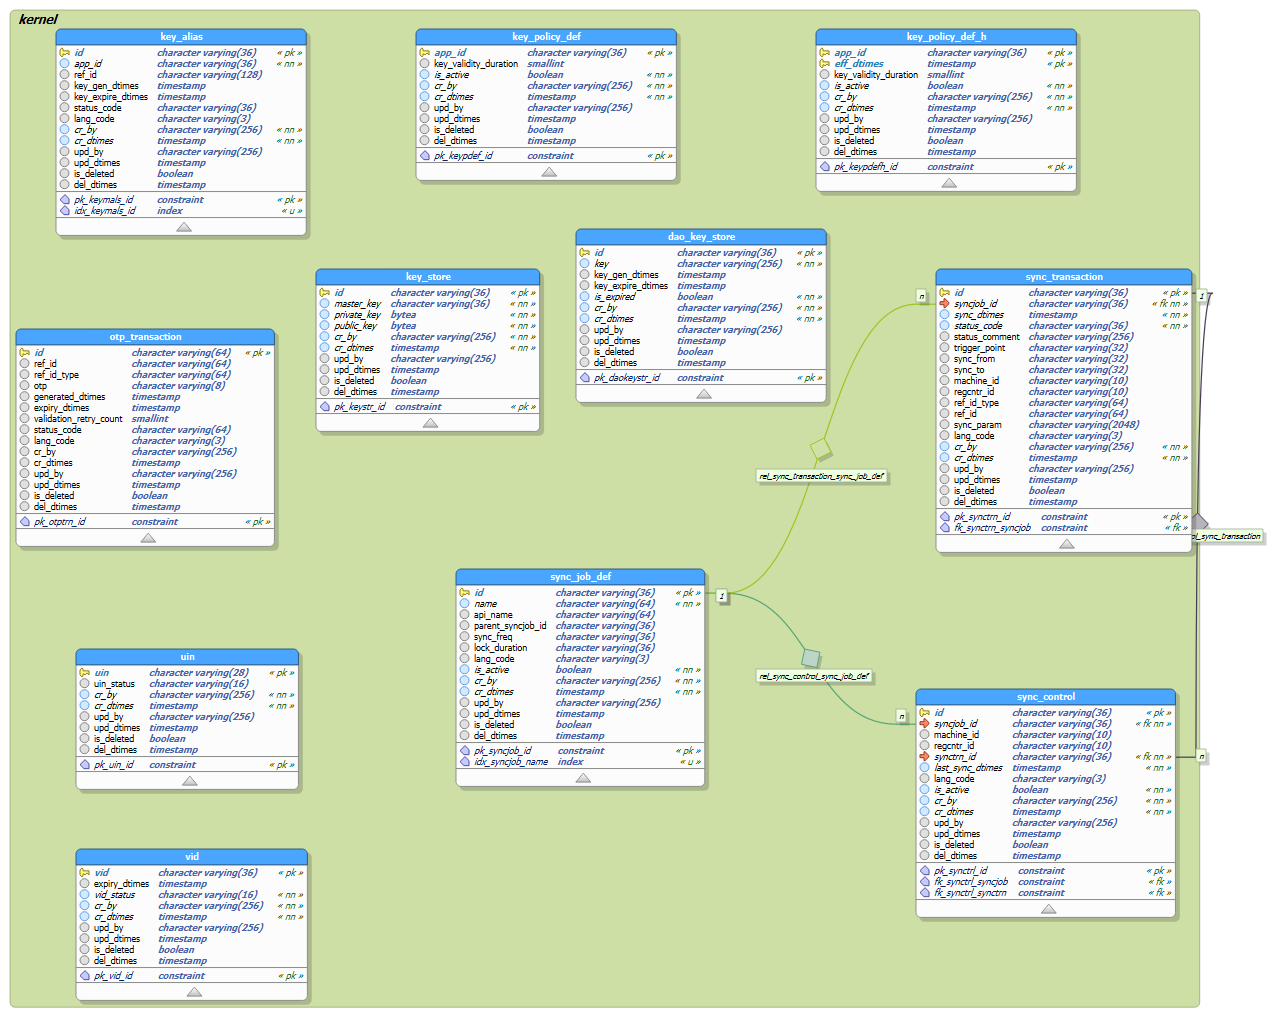 kernel
key_alias
id character varying(36) « pk »
app_id character varying(36) « nn »
ref_id character varying(128)
key_gen_dtimes timestamp
key_expire_dtimes timestamp
status_code character varying(36)
lang_code character varying(3)
cr_by character varying(256) « nn »
cr_dtimes timestamp « nn »
upd_by character varying(256)
upd_dtimes timestamp
is_deleted boolean
del_dtimes timestamp
pk_keymals_id constraint « pk »
idx_keymals_id index « u »
key_policy_def
app_id character varying(36) « pk »
key_validity_duration smallint
is_active boolean « nn »
cr_by character varying(256) « nn »
cr_dtimes timestamp « nn »
upd_by character varying(256)
upd_dtimes timestamp
is_deleted boolean
del_dtimes timestamp
pk_keypdef_id constraint « pk »
key_policy_def_h
app_id character varying(36) « pk »
eff_dtimes timestamp « pk »
key_validity_duration smallint
is_active boolean « nn »
cr_by character varying(256) « nn »
cr_dtimes timestamp « nn »
upd_by character varying(256)
upd_dtimes timestamp
is_deleted boolean
del_dtimes timestamp
pk_keypdefh_id constraint « pk »
dao_key_store
id character varying(36) « pk »
key character varying(256) « nn »
key_gen_dtimes timestamp
key_expire_dtimes timestamp
is_expired boolean « nn »
cr_by character varying(256) « nn »
cr_dtimes timestamp « nn »
upd_by character varying(256)
upd_dtimes timestamp
is_deleted boolean
del_dtimes timestamp
pk_daokeystr_id constraint « pk »
key_store
id character varying(36) « pk »
master_key character varying(36) « nn »
private_key bytea « nn »
public_key bytea « nn »
cr_by character varying(256) « nn »
cr_dtimes timestamp « nn »
upd_by character varying(256)
upd_dtimes timestamp
is_deleted boolean
del_dtimes timestamp
pk_keystr_id constraint « pk »
sync_transaction
id character varying(36) « pk »
syncjob_id character varying(36) « fk nn »
sync_dtimes timestamp « nn »
status_code character varying(36) « nn »
status_comment character varying(256)
trigger_point character varying(32)
sync_from character varying(32)
sync_to character varying(32)
machine_id character varying(10)
regcntr_id character varying(10)
ref_id_type character varying(64)
ref_id character varying(64)
sync_param character varying(2048)
lang_code character varying(3)
cr_by character varying(256) « nn »
cr_dtimes timestamp « nn »
upd_by character varying(256)
upd_dtimes timestamp
is_deleted boolean
del_dtimes timestamp
pk_synctrn_id constraint « pk »
fk_synctrn_syncjob constraint « fk »
n
1
otp_transaction
id character varying(64) « pk »
ref_id character varying(64)
ref_id_type character varying(64)
otp character varying(8)
generated_dtimes timestamp
expiry_dtimes timestamp
validation_retry_count smallint
status_code character varying(64)
lang_code character varying(3)
cr_by character varying(256)
cr_dtimes timestamp
upd_by character varying(256)
upd_dtimes timestamp
is_deleted boolean
del_dtimes timestamp
pk_otptrn_id constraint « pk »
rel_sync_transaction_sync_job_def
ol_sync_transaction
sync_job_def
id character varying(36) « pk »
name character varying(64) « nn »
api_name character varying(64)
parent_syncjob_id character varying(36)
sync_freq character varying(36)
lock_duration character varying(36)
lang_code character varying(3)
is_active boolean « nn »
cr_by character varying(256) « nn »
cr_dtimes timestamp « nn »
upd_by character varying(256)
upd_dtimes timestamp
is_deleted boolean
del_dtimes timestamp
pk_syncjob_id constraint « pk »
idx_syncjob_name index « u »
1
rel_sync_control_sync_job_def
n
uin
uin character varying(28) « pk »
uin_status character varying(16)
cr_by character varying(256) « nn »
cr_dtimes timestamp « nn »
upd_by character varying(256)
upd_dtimes timestamp
is_deleted boolean
del_dtimes timestamp
pk_uin_id constraint « pk »
sync_control
id character varying(36) « pk »
syncjob_id character varying(36) « fk nn »
machine_id character varying(10)
regcntr_id character varying(10)
synctrn_id character varying(36) « fk nn »
last_sync_dtimes timestamp « nn »
lang_code character varying(3)
is_active boolean « nn »
cr_by character varying(256) « nn »
cr_dtimes timestamp « nn »
upd_by character varying(256)
upd_dtimes timestamp
is_deleted boolean
del_dtimes timestamp
pk_synctrl_id constraint « pk »
fk_synctrl_syncjob constraint « fk »
fk_synctrl_synctrn constraint « fk »
n
vid
vid character varying(36) « pk »
expiry_dtimes timestamp
vid_status character varying(16) « nn »
cr_by character varying(256) « nn »
cr_dtimes timestamp « nn »
upd_by character varying(256)
upd_dtimes timestamp
is_deleted boolean
del_dtimes timestamp
pk_vid_id constraint « pk »